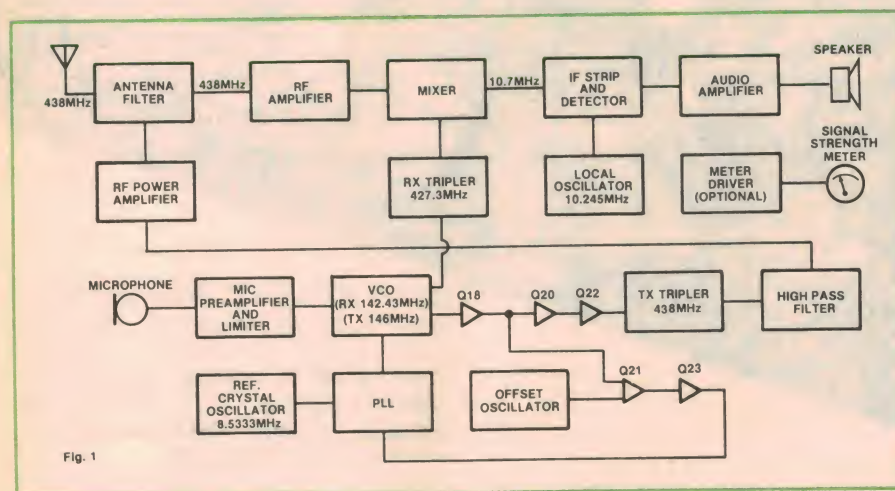 438MHz
ANTENNA
FILTER
438MHz
RF
AMPLIFIER
MIXER
10.7MHz
IF STRIP
AND
DETECTOR
AUDIO
AMPLIFIER
SPEAKER
RF POWER
AMPLIFIER
RX TRIPLER
427.3MHz
LOCAL
OSCILLATOR
10.245MHz
METER
DRIVER
(OPTIONAL)
SIGNAL
STRENGTH
METER
MICROPHONE
MIC
PREAMPLIFIER
AND
LIMITER
VCO
(RX 142.43MHz)
(TX 146MHz)
Q18
Q20
Q22
TX TRIPLER
438MHz
HIGH PASS
FILTER
REF.
CRYSTAL
OSCILLATOR
8.5333MHz
PLL
OFFSET
OSCILLATOR
Q21
Q23
Fig. 1